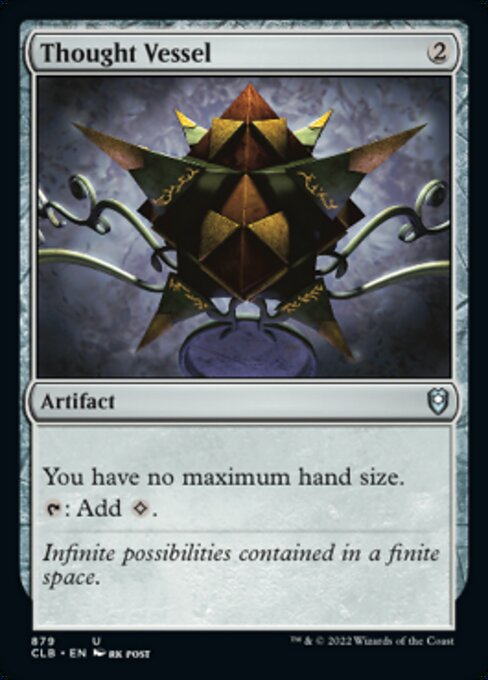 Thought Vessel 2
Artifact
You have no maximum hand size.
: Add .
Infinite possibilities contained in a finite
space.
879 U
CLB • EN RK POST
™ & © 2022 Wizards of the Coast